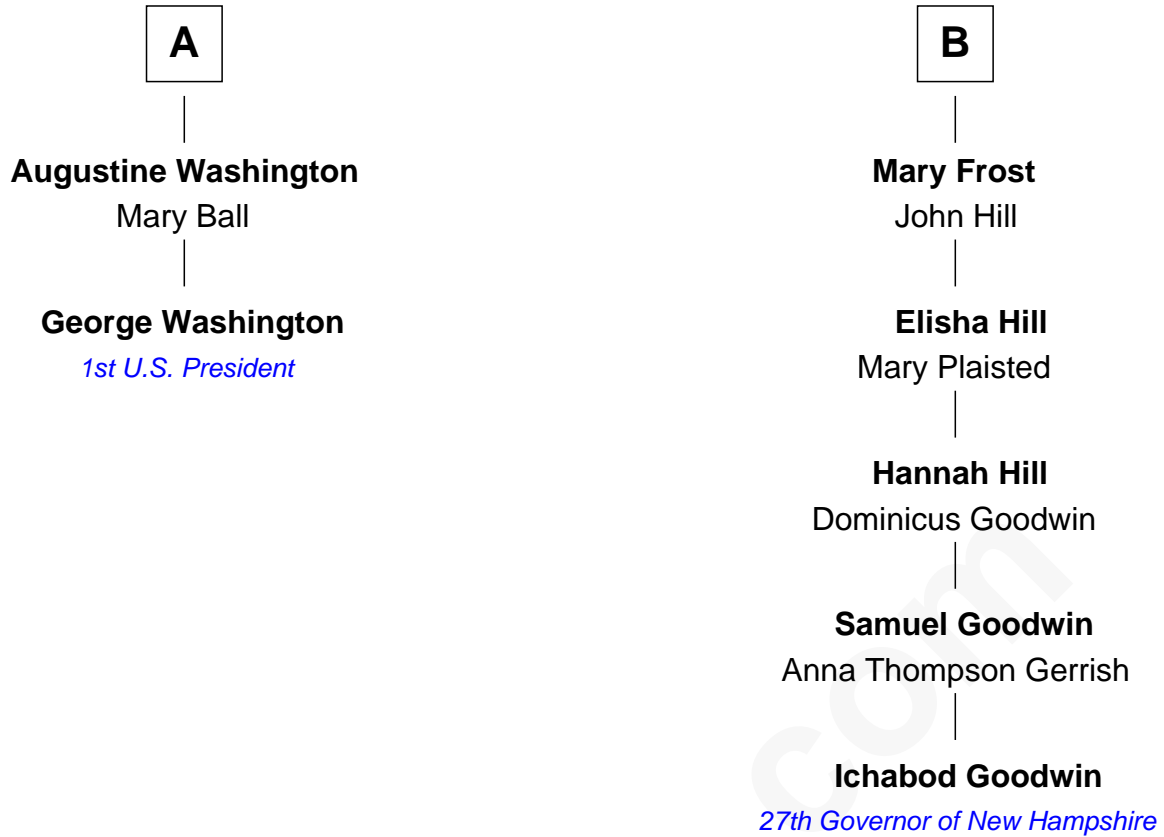 A
Augustine Washington
Mary Ball
George Washington
1st U.S. President
B
Mary Frost
John Hill
Elisha Hill
Mary Plaisted
Hannah Hill
Dominicus Goodwin
Samuel Goodwin
Anna Thompson Gerrish
Ichabod Goodwin
27th Governor of New Hampshire
com